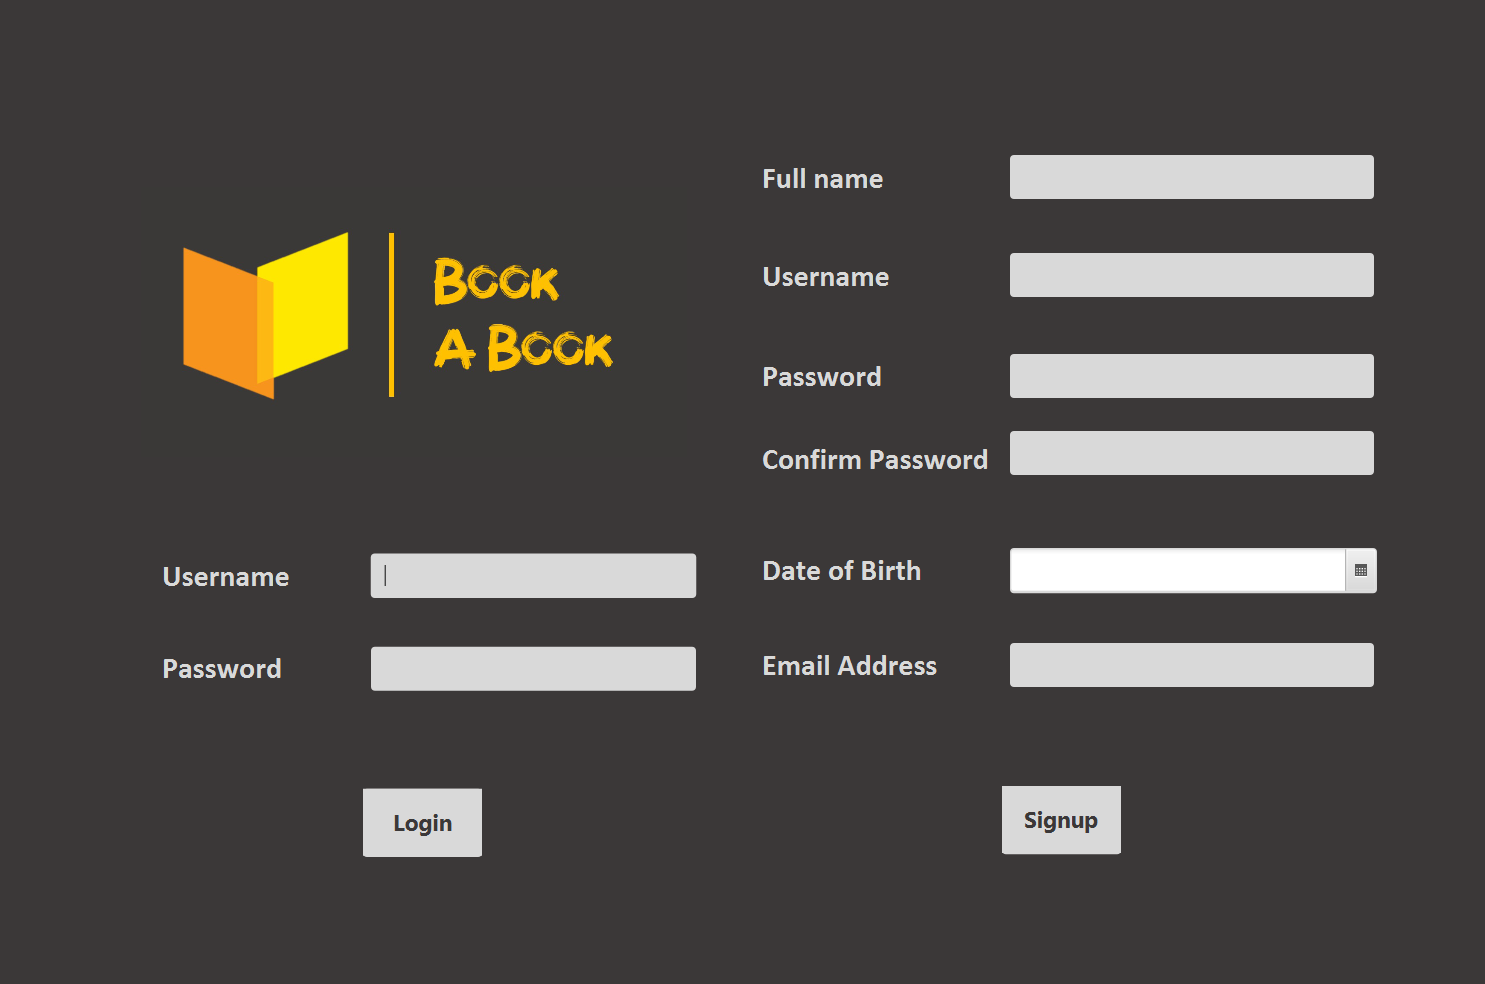 Book
A Book
Username
Password
Login
Full name
Username
Password
Confirm Password
Date of Birth
Email Address
Signup